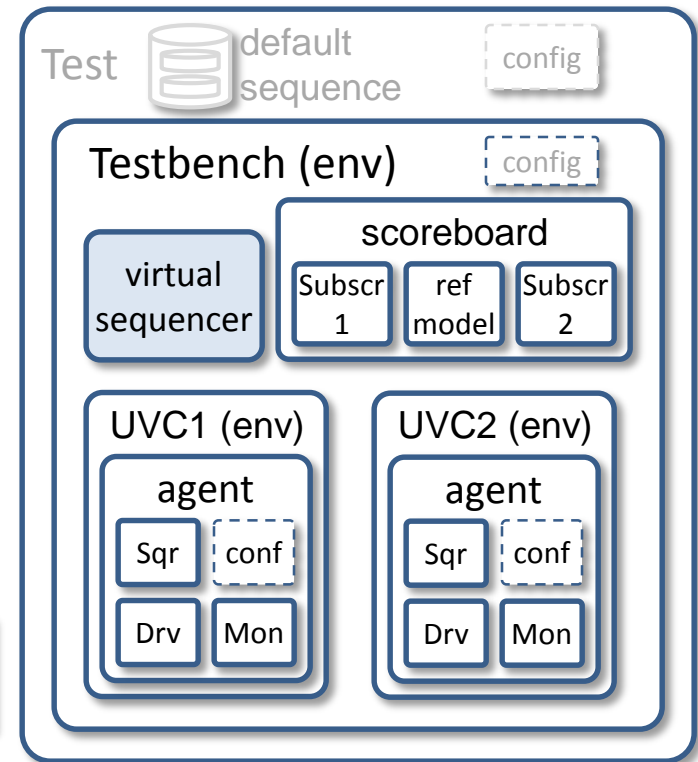 Test
default
sequence
config
Testbench (env)
config
virtual
sequencer
scoreboard
Subscr
1
ref
model
Subscr
2
UVC1 (env)
agent
Sqr
conf
Drv
Mon
UVC2 (env)
agent
Sqr
conf
Drv
Mon